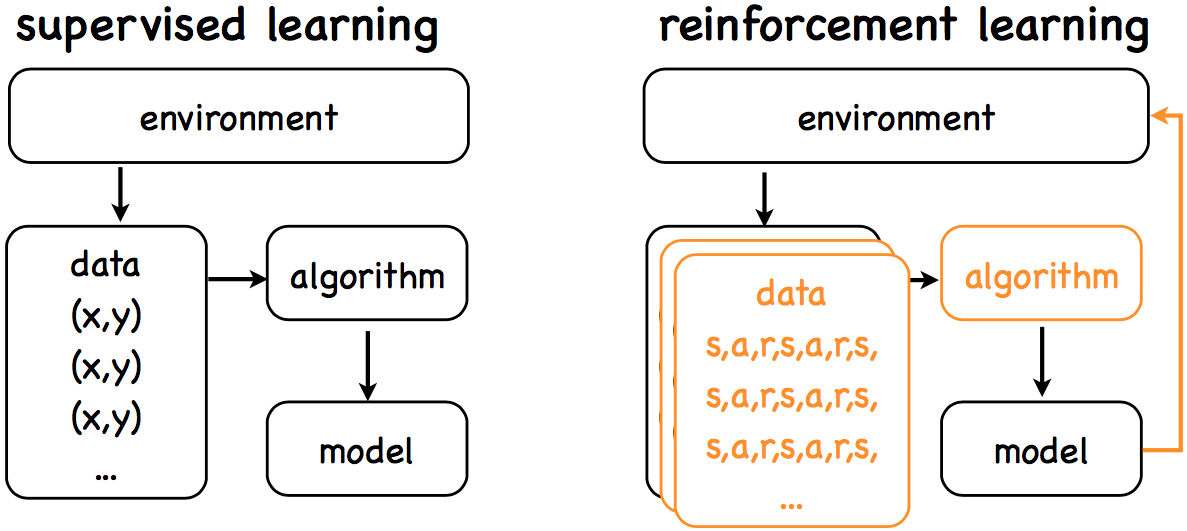 supervised learning
environment
data
(x,y)
(x,y)
(x,y)
...
algorithm
model
reinforcement learning
environment
data
s,a,r,s,a,r,s,
s,a,r,s,a,r,s,
s,a,r,s,a,r,s,
...
algorithm
model